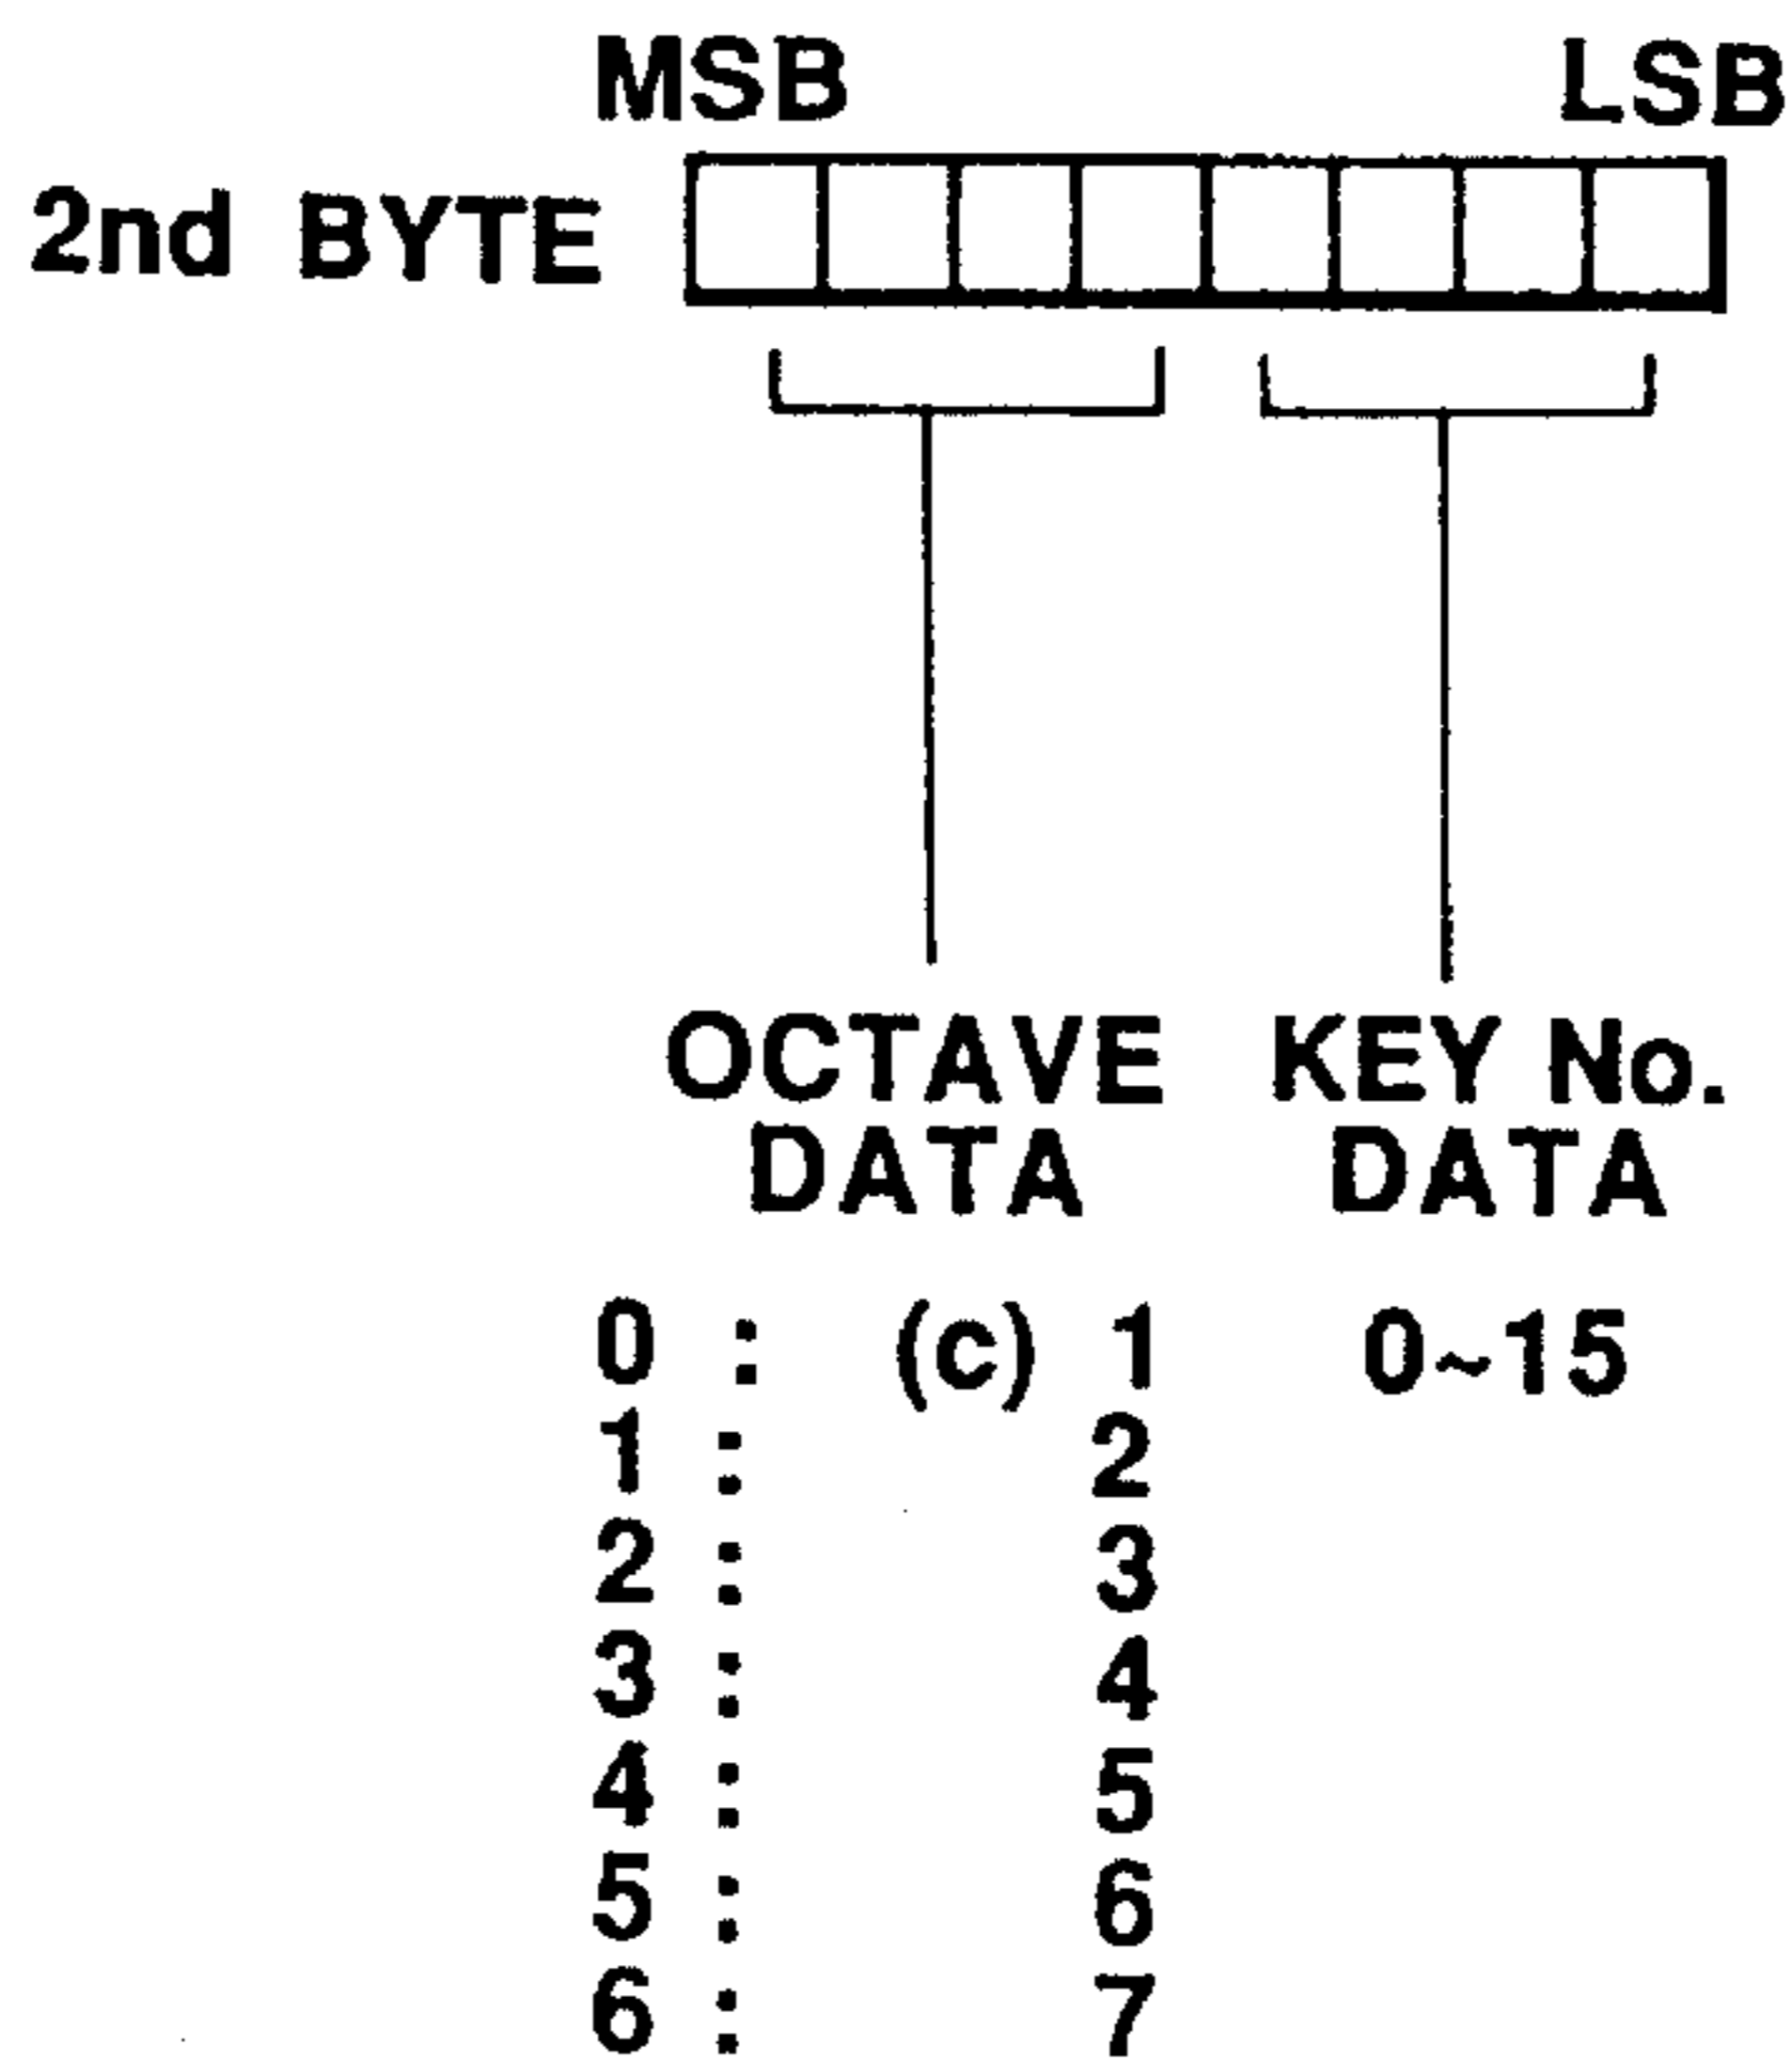 MSB LSB
2nd BYTE
OCTAVE KEY No.
DATA DATA
0 : (c) 1 0~15
1 : 2
2 : 3
3 : 4
4 : 5
5 : 6
6 : 7